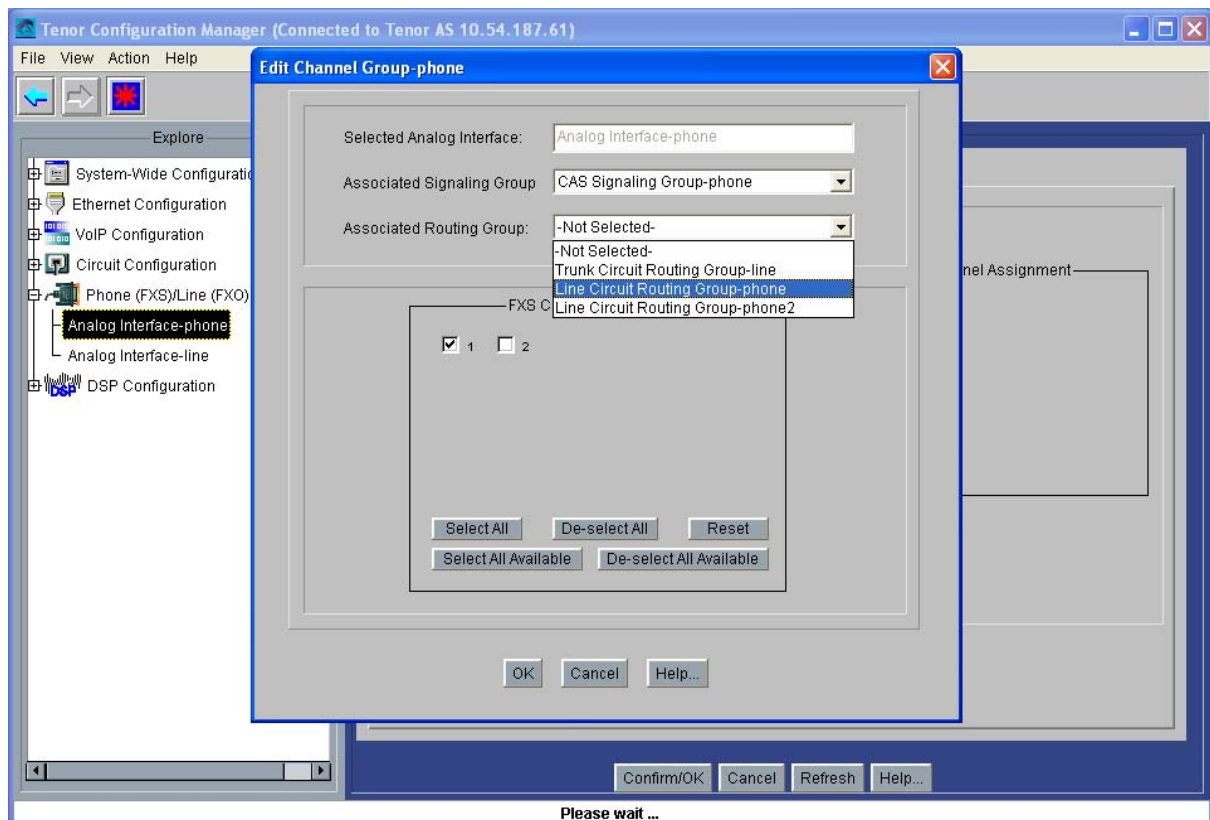 Tenor Configuration Manager (Connected to Tenor AS 10.54.187.61)
File View Action Help
Edit Channel Group-phone
Explore
System-Wide Configuratio
Ethernet Configuration
VoIP Configuration
Circuit Configuration
Phone (FXS)/Line (FXO)
Analog Interface-phone
Analog Interface-line
DSP
DSP Configuration
Selected Analog Interface: Analog Interface-phone
Associated Signaling Group CAS Signaling Group-phone
Associated Routing Group: -Not Selected-
-Not Selected-
Trunk Circuit Routing Group-line
Line Circuit Routing Group-phone
Line Circuit Routing Group-phone2
nel Assignment
FXS C
1 2
Select All De-select All Reset
Select All Available De-select All Available
OK Cancel Help...
Confirm/OK Cancel Refresh Help...
Please wait ...